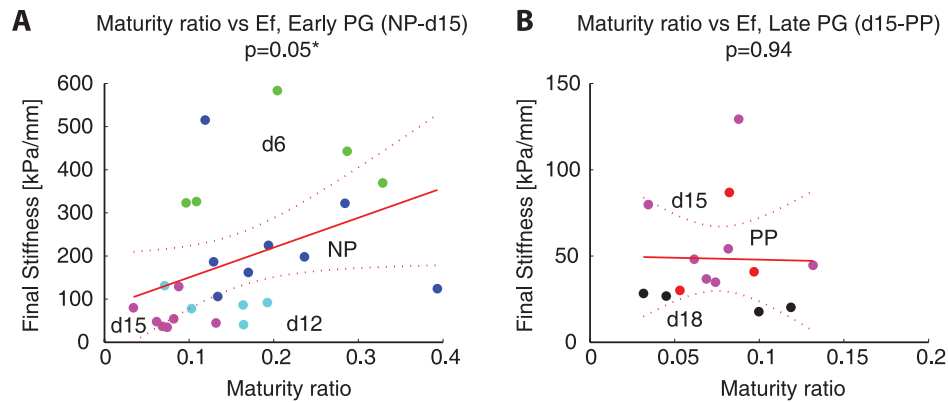 A
Maturity ratio vs Ef, Early PG (NP-d15)
p=0.05*
Final Stiffness [kPa/mm]
600
500
400
300
200
100
0
d6
NP
d15
d12
0
0.1
0.2
0.3
0.4
Maturity ratio
B
Maturity ratio vs Ef, Late PG (d15-PP)
p=0.94
Final Stiffness [kPa/mm]
150
100
50
0
d15
PP
d18
0
0.05
0.1
0.15
0.2
Maturity ratio